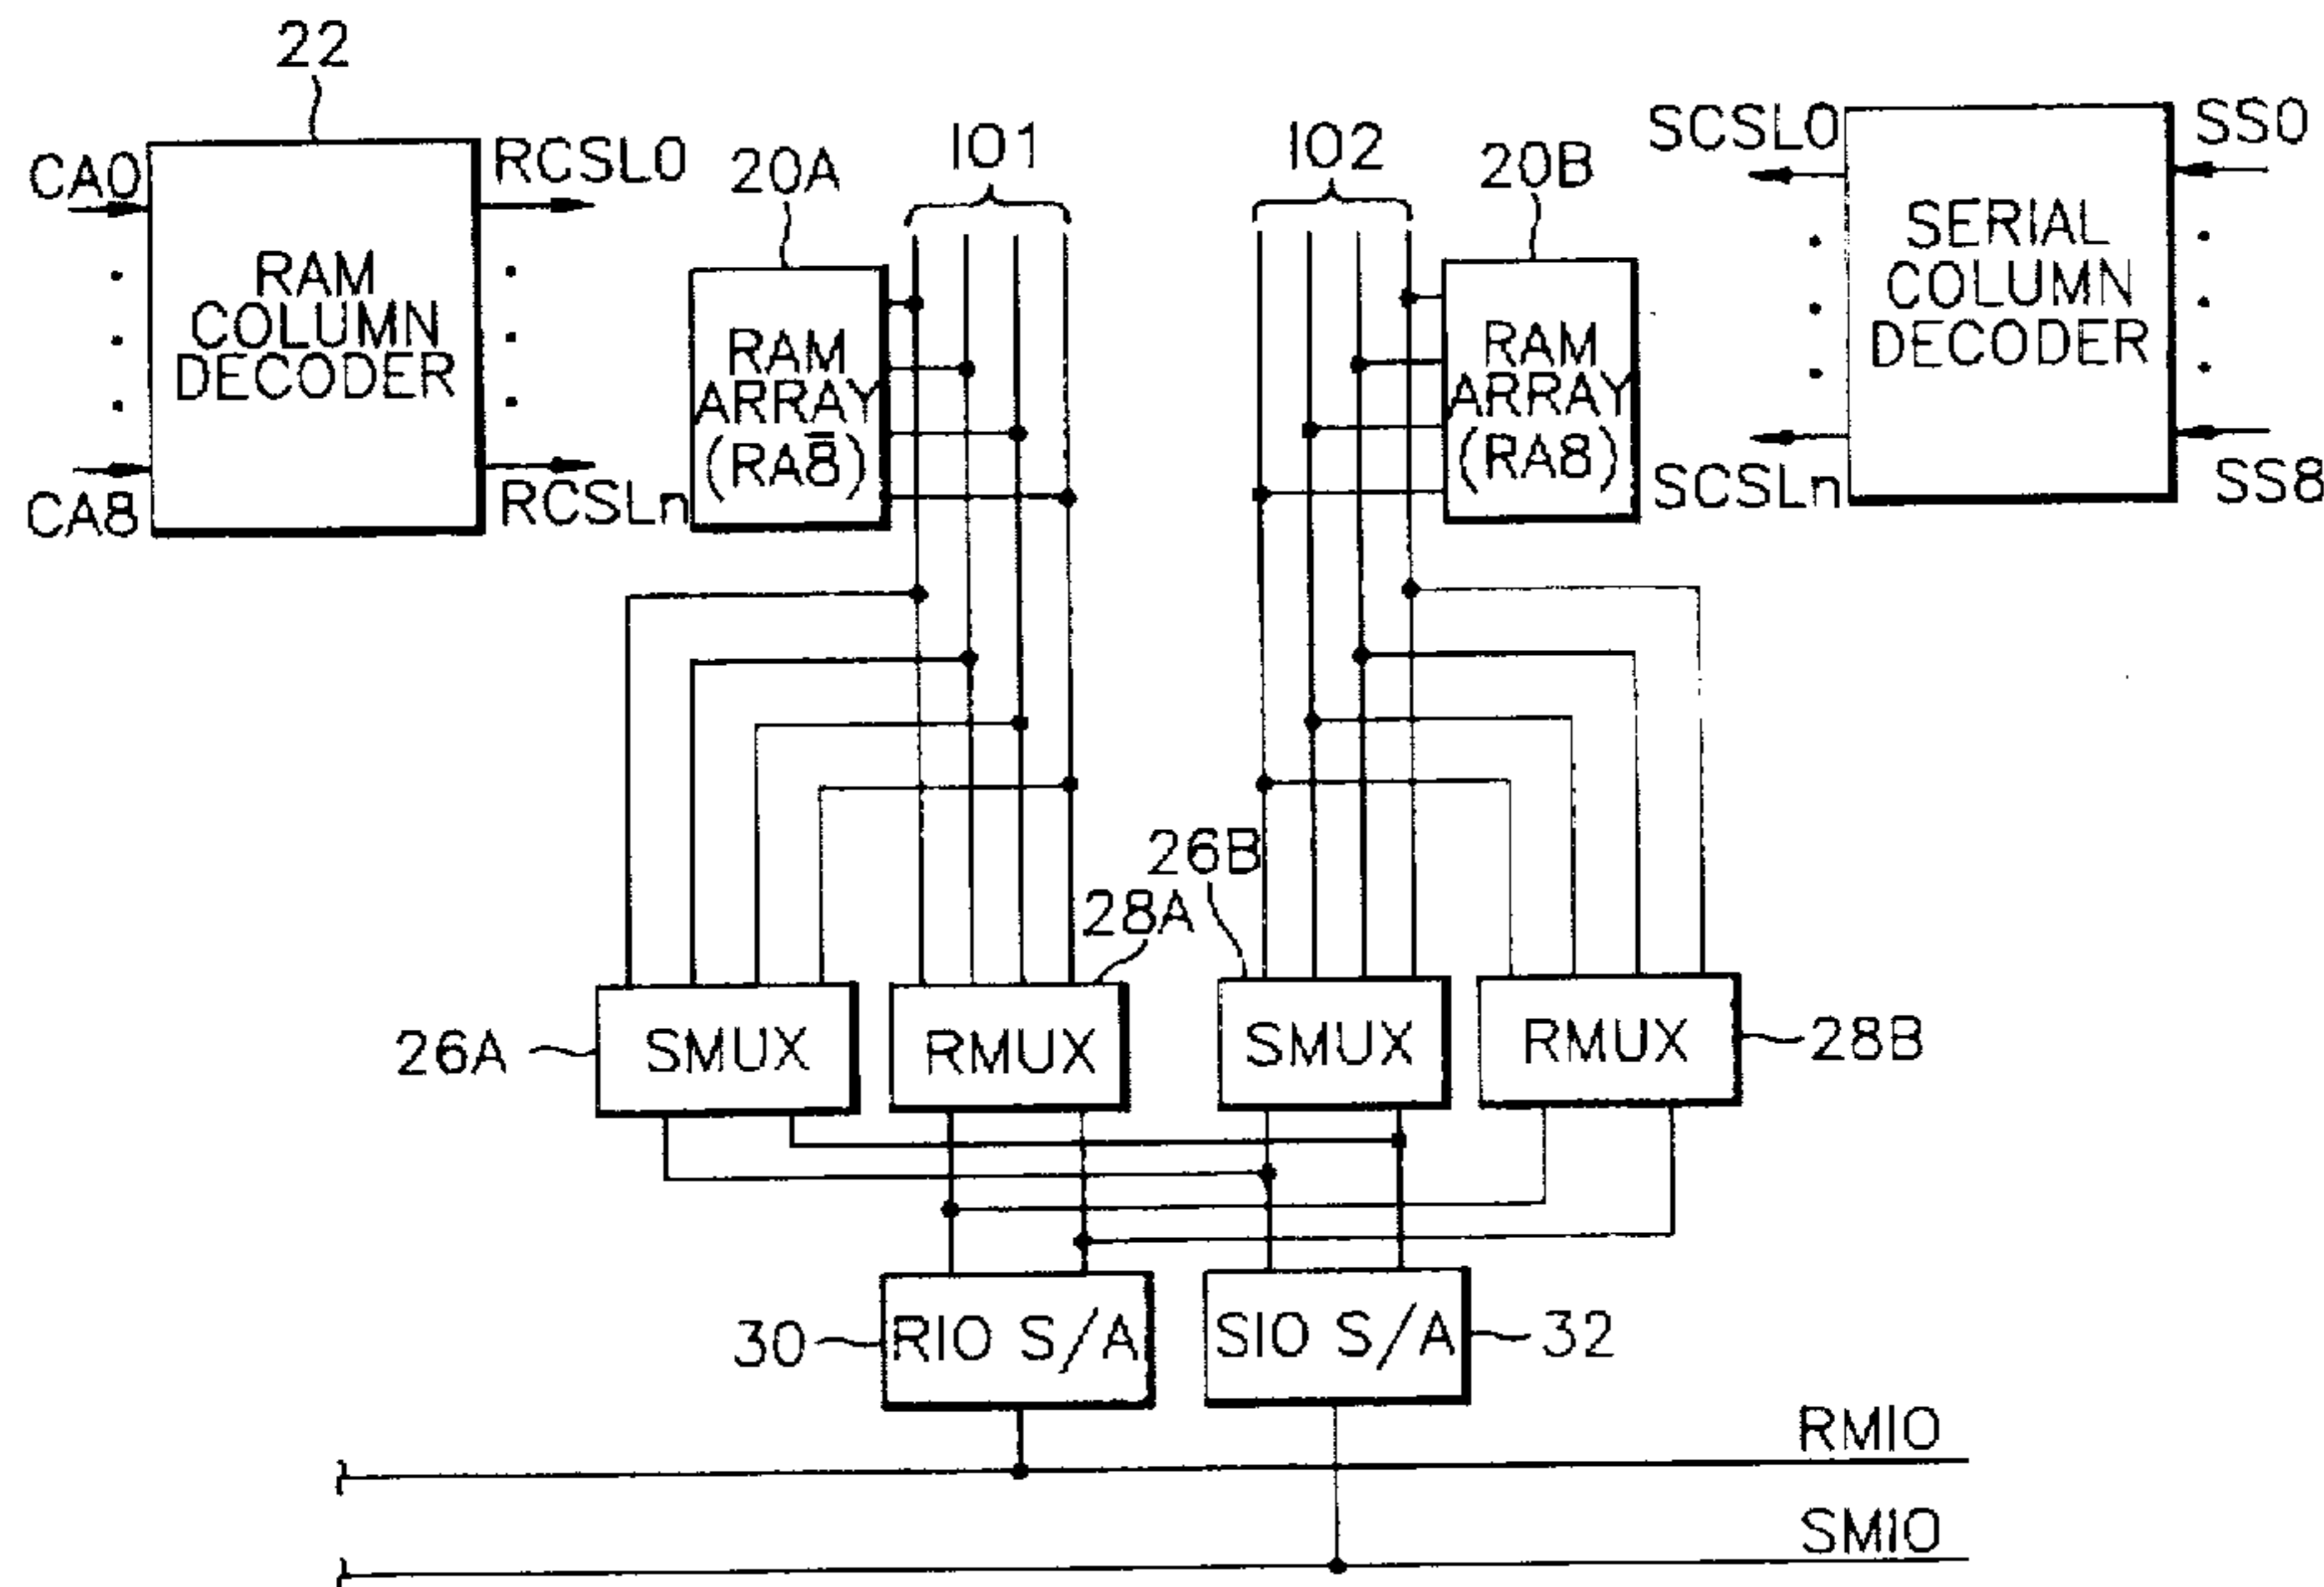 22
CA0
CA8
RAM
COLUMN
DECODER
RCSL0
RCSLn
20A
RAM
ARRAY
(RA8̅)
IO1
IO2
20B
RAM
ARRAY
(RA8)
SCSL0
SCSLn
SERIAL
COLUMN
DECODER
SS0
SS8
26B
28A
26A
SMUX
RMUX
SMUX
RMUX
28B
30
RIO S/A
SIO S/A
32
RMIO
SMIO